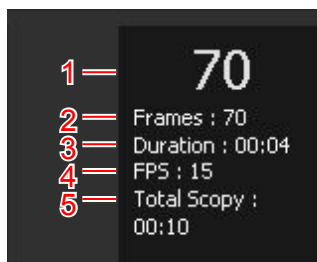 1 70
2 Frames : 70
3 Duration : 00:04
4 FPS : 15
5 Total Scopy :
00:10